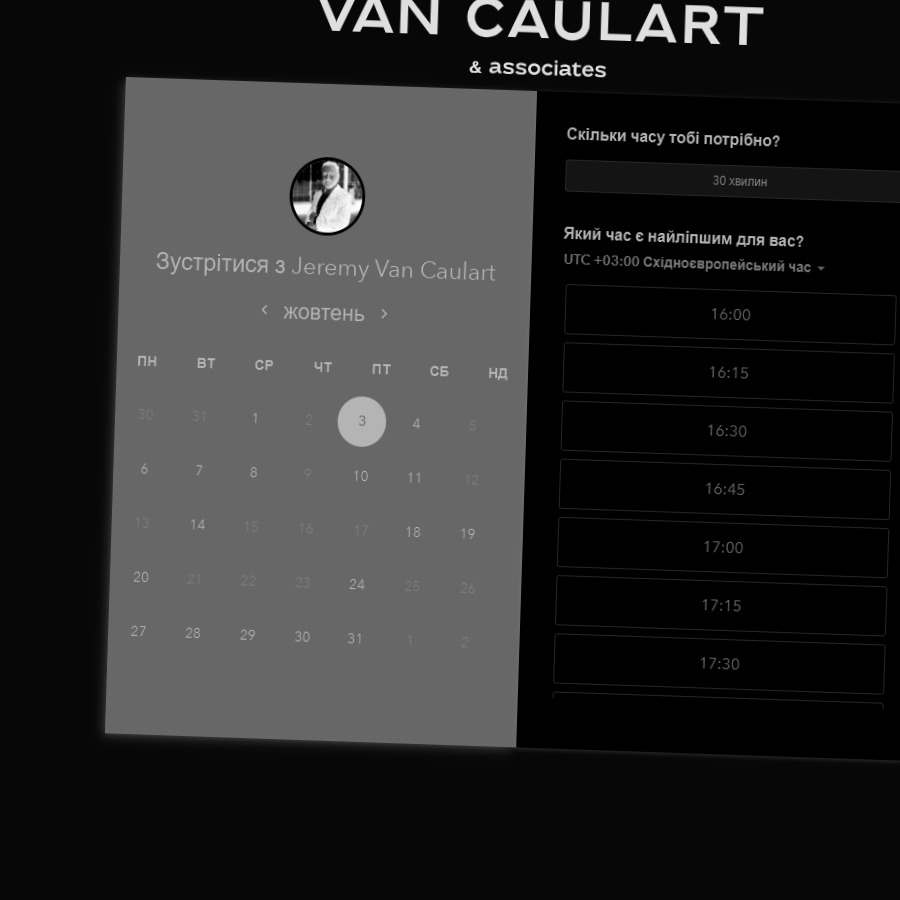 VAN CAULART
& associates
Зустрітися з Jeremy Van Caulart
жовтень
ПН ВТ СР ЧТ ПТ СБ НД
30 31 1 2 3 4 5
6 7 8 9 10 11 12
13 14 15 16 17 18 19
20 21 22 23 24 25 26
27 28 29 30 31 1 2
Скільки часу тобі потрібно?
30 хвилин
Який час є найліпшим для вас?
UTC +03:00 Східноєвропейський час
16:00
16:15
16:30
16:45
17:00
17:15
17:30